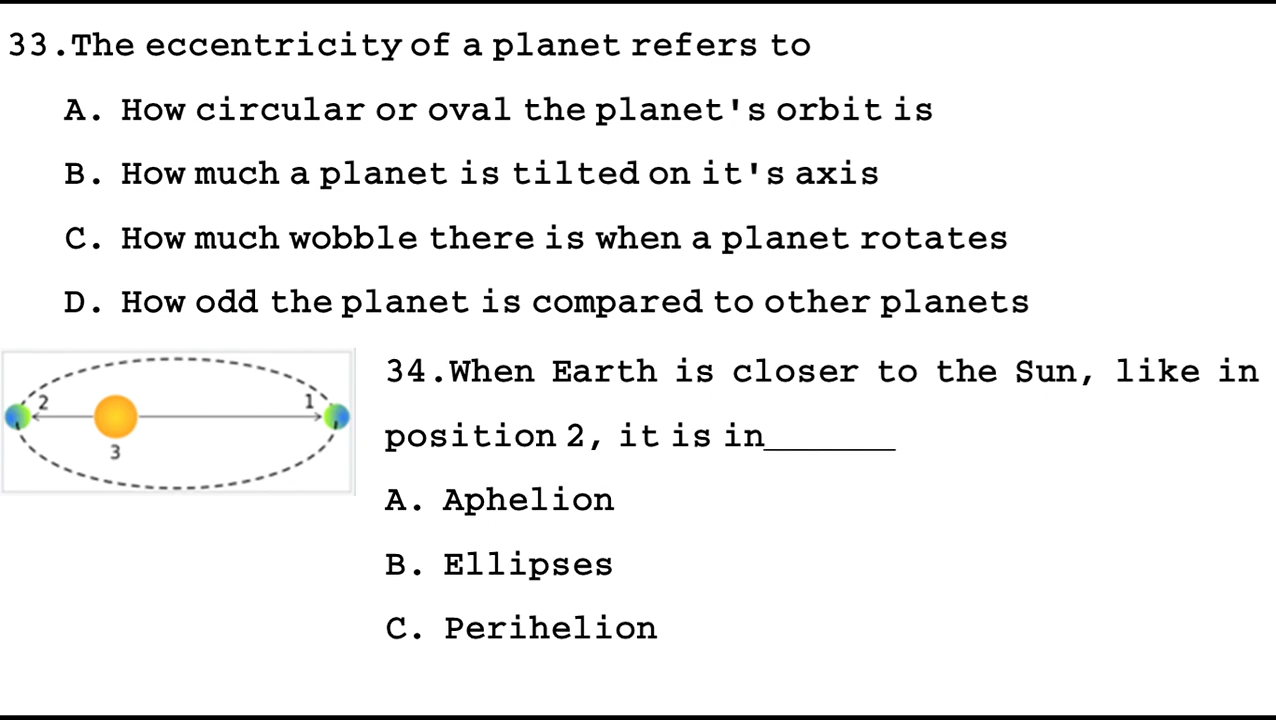 33.The eccentricity of a planet refers to
A. How circular or oval the planet's orbit is
B. How much a planet is tilted on it's axis
C. How much wobble there is when a planet rotates
D. How odd the planet is compared to other planets
2
1
3
34.When Earth is closer to the Sun, like in
position 2, it is in_______
A. Aphelion
B. Ellipses
C. Perihelion